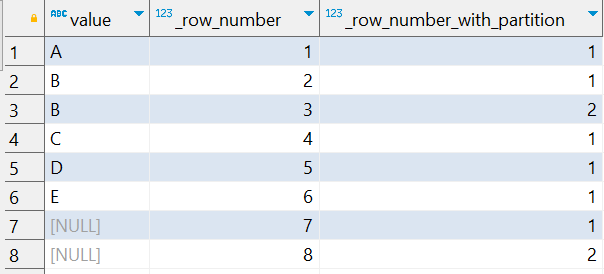 ABC value 123 _row_number 123 _row_number_with_partition
1 A 1 1
2 B 2 1
3 B 3 2
4 C 4 1
5 D 5 1
6 E 6 1
7 [NULL] 7 1
8 [NULL] 8 2